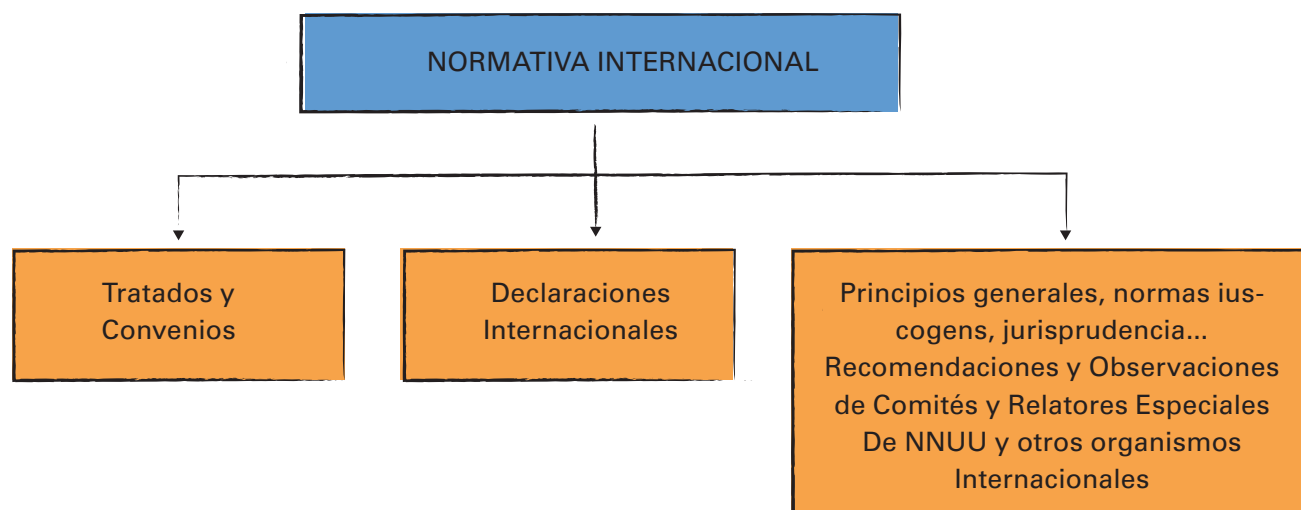 NORMATIVA INTERNACIONAL
Tratados y
Convenios
Declaraciones
Internacionales
Principios generales, normas ius-
cogens, jurisprudencia...
Recomendaciones y Observaciones
de Comités y Relatores Especiales
De NNUU y otros organismos
Internacionales